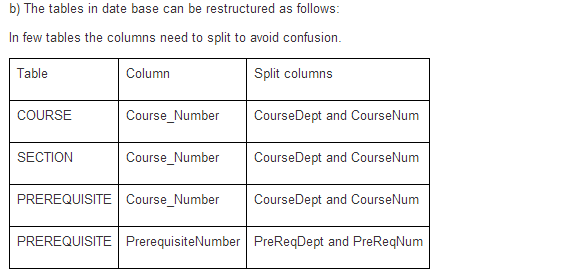 b) The tables in date base can be restructured as follows:
In few tables the columns need to split to avoid confusion.
Table Column Split columns
COURSE Course_Number CourseDept and CourseNum
SECTION Course_Number CourseDept and CourseNum
PREREQUISITE Course_Number CourseDept and CourseNum
PREREQUISITE PrerequisiteNumber PreReqDept and PreReqNum